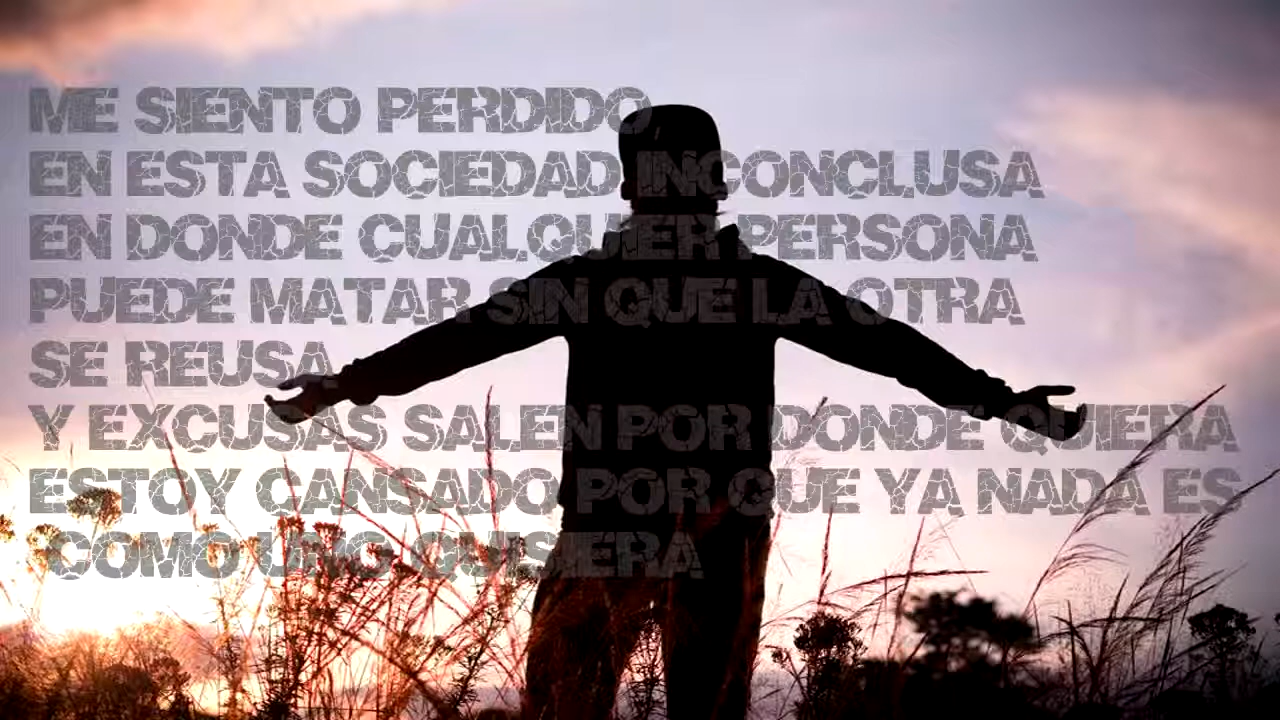 ME SIENTO PERDIDO
EN ESTA SOCIEDAD INCONCLUSA
EN DONDE CUALQUIER PERSONA
PUEDE MATAR SIN QUE LA OTRA
SE REUSA
Y EXCUSAS SALEN POR DONDE QUIERA
ESTOY CANSADO POR QUE YA NADA ES
COMO UNO QUISIERA